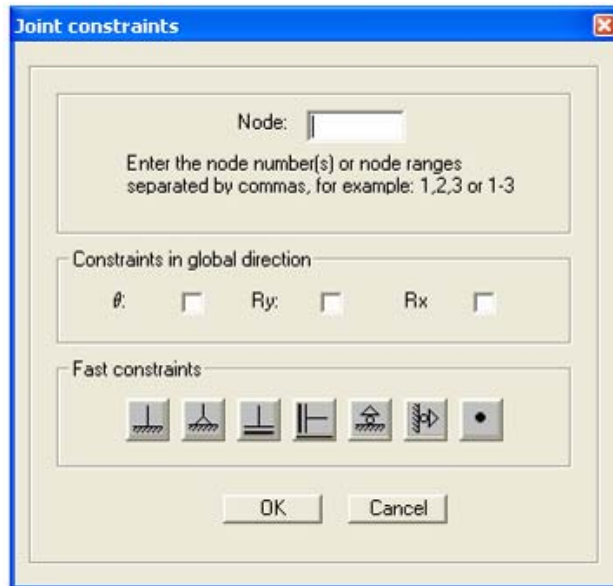 Joint constraints
Node:
Enter the node number(s) or node ranges
separated by commas, for example: 1,2,3 or 1-3
Constraints in global direction
θ: Ry: Rx
Fast constraints
OK Cancel